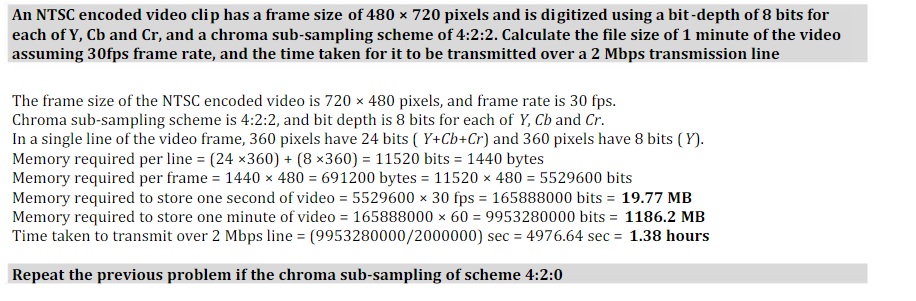 An NTSC encoded video clip has a frame size of 480 × 720 pixels and is digitized using a bit-depth of 8 bits for
each of Y, Cb and Cr, and a chroma sub-sampling scheme of 4:2:2. Calculate the file size of 1 minute of the video
assuming 30fps frame rate, and the time taken for it to be transmitted over a 2 Mbps transmission line
The frame size of the NTSC encoded video is 720 × 480 pixels, and frame rate is 30 fps.
Chroma sub-sampling scheme is 4:2:2, and bit depth is 8 bits for each of Y, Cb and Cr.
In a single line of the video frame, 360 pixels have 24 bits ( Y+Cb+Cr) and 360 pixels have 8 bits ( Y).
Memory required per line = (24 ×360) + (8 ×360) = 11520 bits = 1440 bytes
Memory required per frame = 1440 × 480 = 691200 bytes = 11520 × 480 = 5529600 bits
Memory required to store one second of video = 5529600 × 30 fps = 165888000 bits = 19.77 MB
Memory required to store one minute of video = 165888000 × 60 = 9953280000 bits = 1186.2 MB
Time taken to transmit over 2 Mbps line = (9953280000/2000000) sec = 4976.64 sec = 1.38 hours
Repeat the previous problem if the chroma sub-sampling of scheme 4:2:0